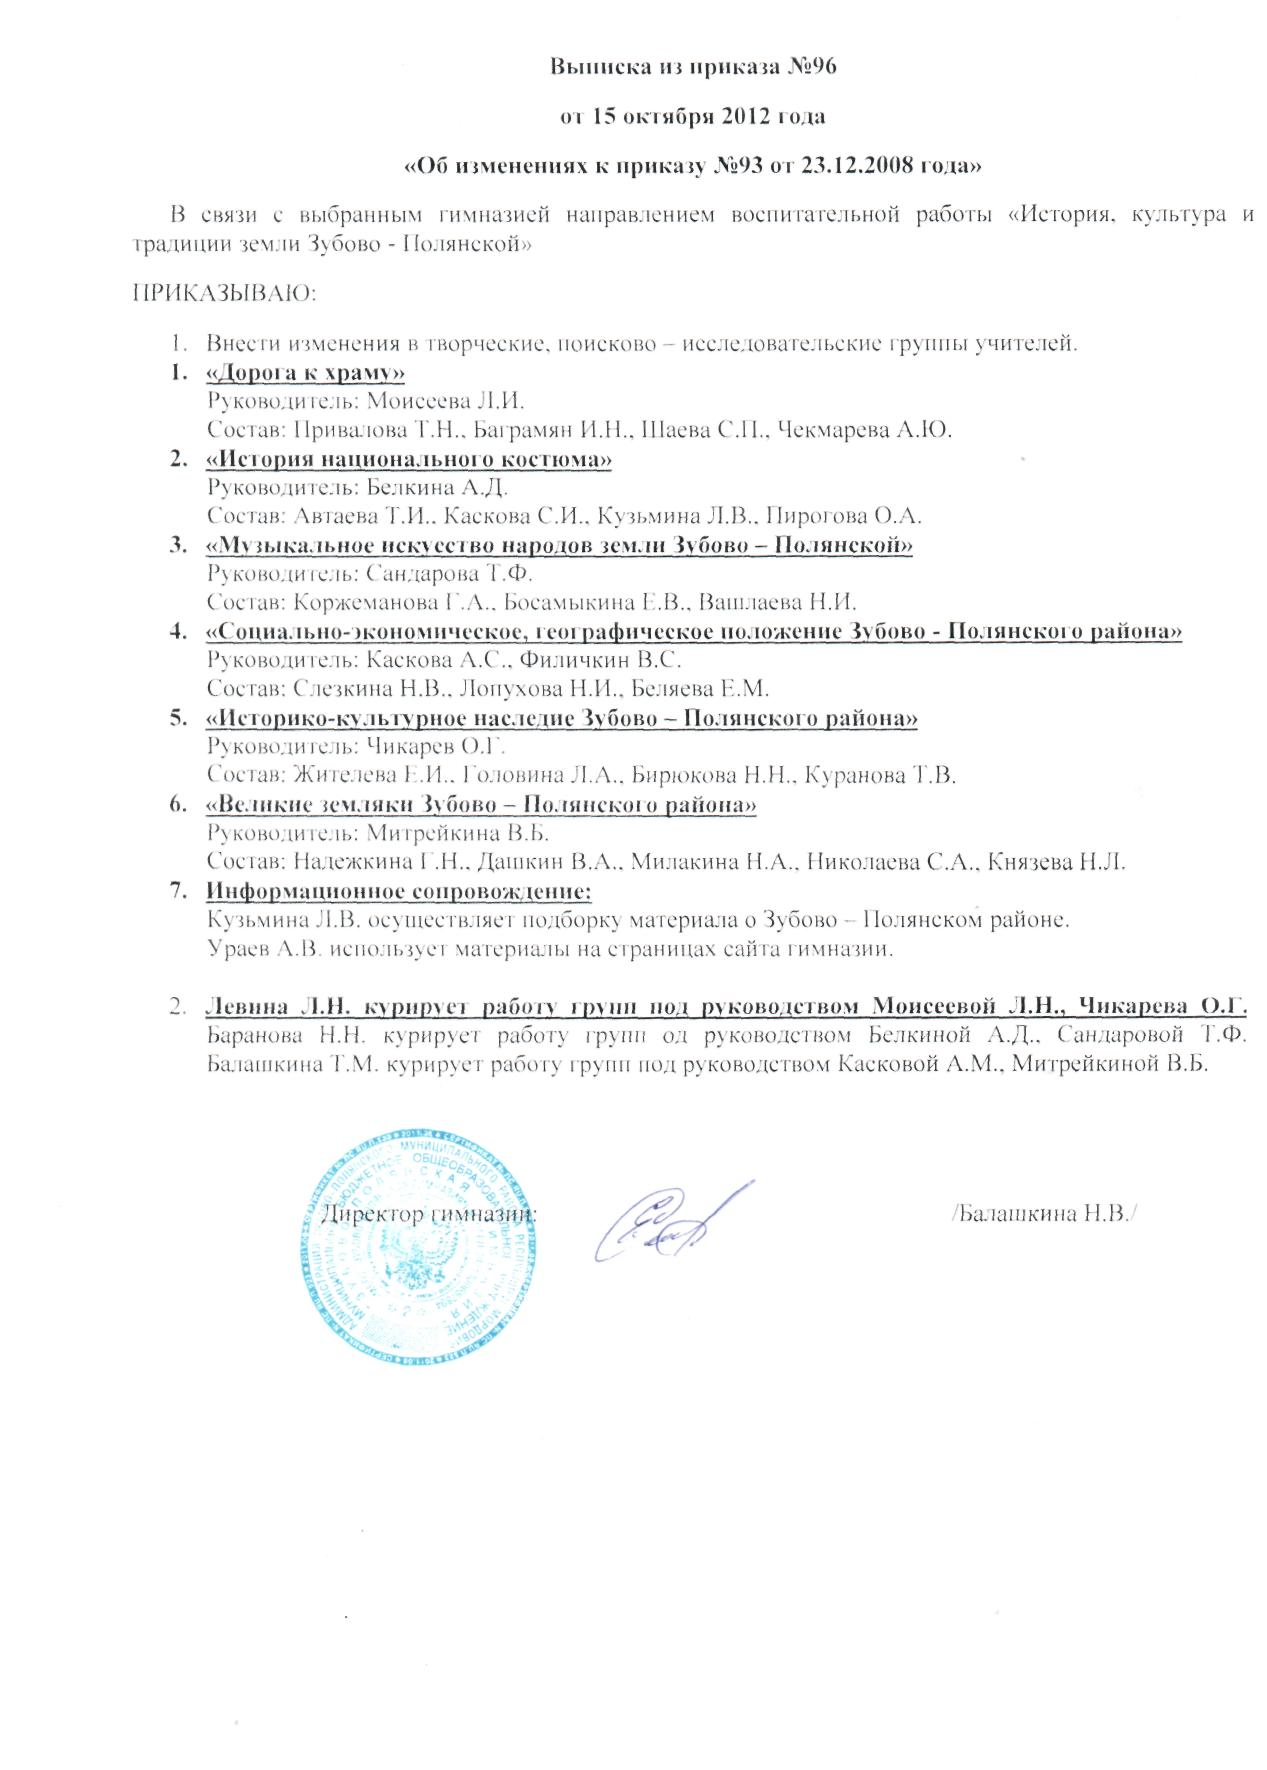 Выписка из приказа №96
от 15 октября 2012 года
«Об изменениях к приказу №93 от 23.12.2008 года»
В связи с выбранным гимназией направлением воспитательной работы «История, культура и
традиции земли Зубово - Полянской»
ПРИКАЗЫВАЮ:
1. Внести изменения в творческие, поисково – исследовательские группы учителей.
1. «Дорога к храму»
Руководитель: Моисеева Л.И.
Состав: Привалова Т.Н., Баграмян И.Н., Шаева С.П., Чекмарева А.Ю.
2. «История национального костюма»
Руководитель: Белкина А.Д.
Состав: Автаева Т.И., Каскова С.И., Кузьмина Л.В., Пирогова О.А.
3. «Музыкальное искусство народов земли Зубово – Полянской»
Руководитель: Сандарова Т.Ф.
Состав: Коржеманова Г.А., Босамыкина Е.В., Вашлаева Н.И.
4. «Социально-экономическое, географическое положение Зубово - Полянского района»
Руководитель: Каскова А.С., Филичкин В.С.
Состав: Слезкина Н.В., Лопухова Н.И., Беляева Е.М.
5. «Историко-культурное наследие Зубово – Полянского района»
Руководитель: Чикарев О.Г.
Состав: Жителева Е.И., Головина Л.А., Бирюкова Н.Н., Куранова Т.В.
6. «Великие земляки Зубово – Полянского района»
Руководитель: Митрейкина В.Б.
Состав: Надежкина Г.Н., Дашкин В.А., Милакина Н.А., Николаева С.А., Князева Н.Л.
7. Информационное сопровождение:
Кузьмина Л.В. осуществляет подборку материала о Зубово – Полянском районе.
Ураев А.В. использует материалы на страницах сайта гимназии.
2. Левина Л.Н. курирует работу групп под руководством Моисеевой Л.Н., Чикарева О.Г.
Баранова Н.Н. курирует работу групп од руководством Белкиной А.Д., Сандаровой Т.Ф.
Балашкина Т.М. курирует работу групп под руководством Касковой А.М., Митрейкиной В.Б.
Директор гимназии: /Балашкина Н.В./